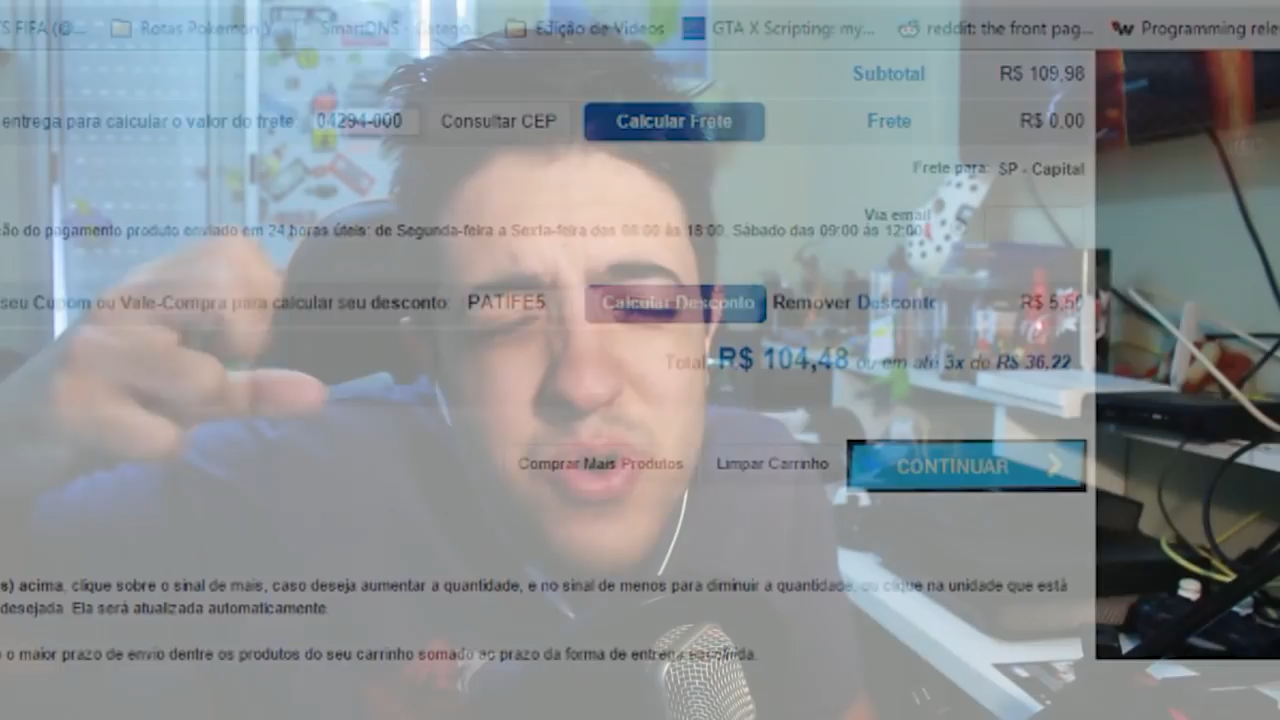 S FIFA (@... Rotas Pokemon Y SmartDNS - Catego... Edição de Videos GTA X Scripting: my... reddit: the front pag... Programming rele
Subtotal R$ 109,98
entrega para calcular o valor do frete: 04294-000 Consultar CEP Calcular Frete Frete R$ 0,00
Frete para: SP - Capital
Via email
ão do pagamento produto enviado em 24 horas úteis: de Segunda-feira a Sexta-feira das 08:00 às 18:00. Sábado das 09:00 ás 12:00
seu Cupom ou Vale-Compra para calcular seu desconto: PATIFE5 Calcular Desconto Remover Desconto R$ 5,50
Total: R$ 104,48 ou em até 3x de R$ 36,22
Comprar Mais Produtos Limpar Carrinho CONTINUAR
s) acima, clique sobre o sinal de mais, caso deseja aumentar a quantidade, e no sinal de menos para diminuir a quantidade, ou clique na unidade que está
desejada. Ela será atualizada automaticamente.
o maior prazo de envio dentre os produtos do seu carrinho somado ao prazo da forma de entrega escolhida.